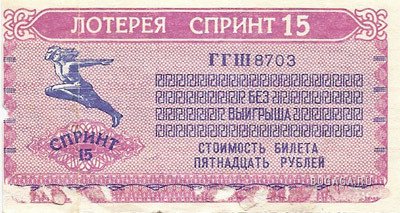 ЛОТЕРЕЯ СПРИНТ 15
ГГШ 8703
БЕЗ
ВЫИГРЫША
СПРИНТ
15
СТОИМОСТЬ БИЛЕТА
ПЯТНАДЦАТЬ РУБЛЕЙ